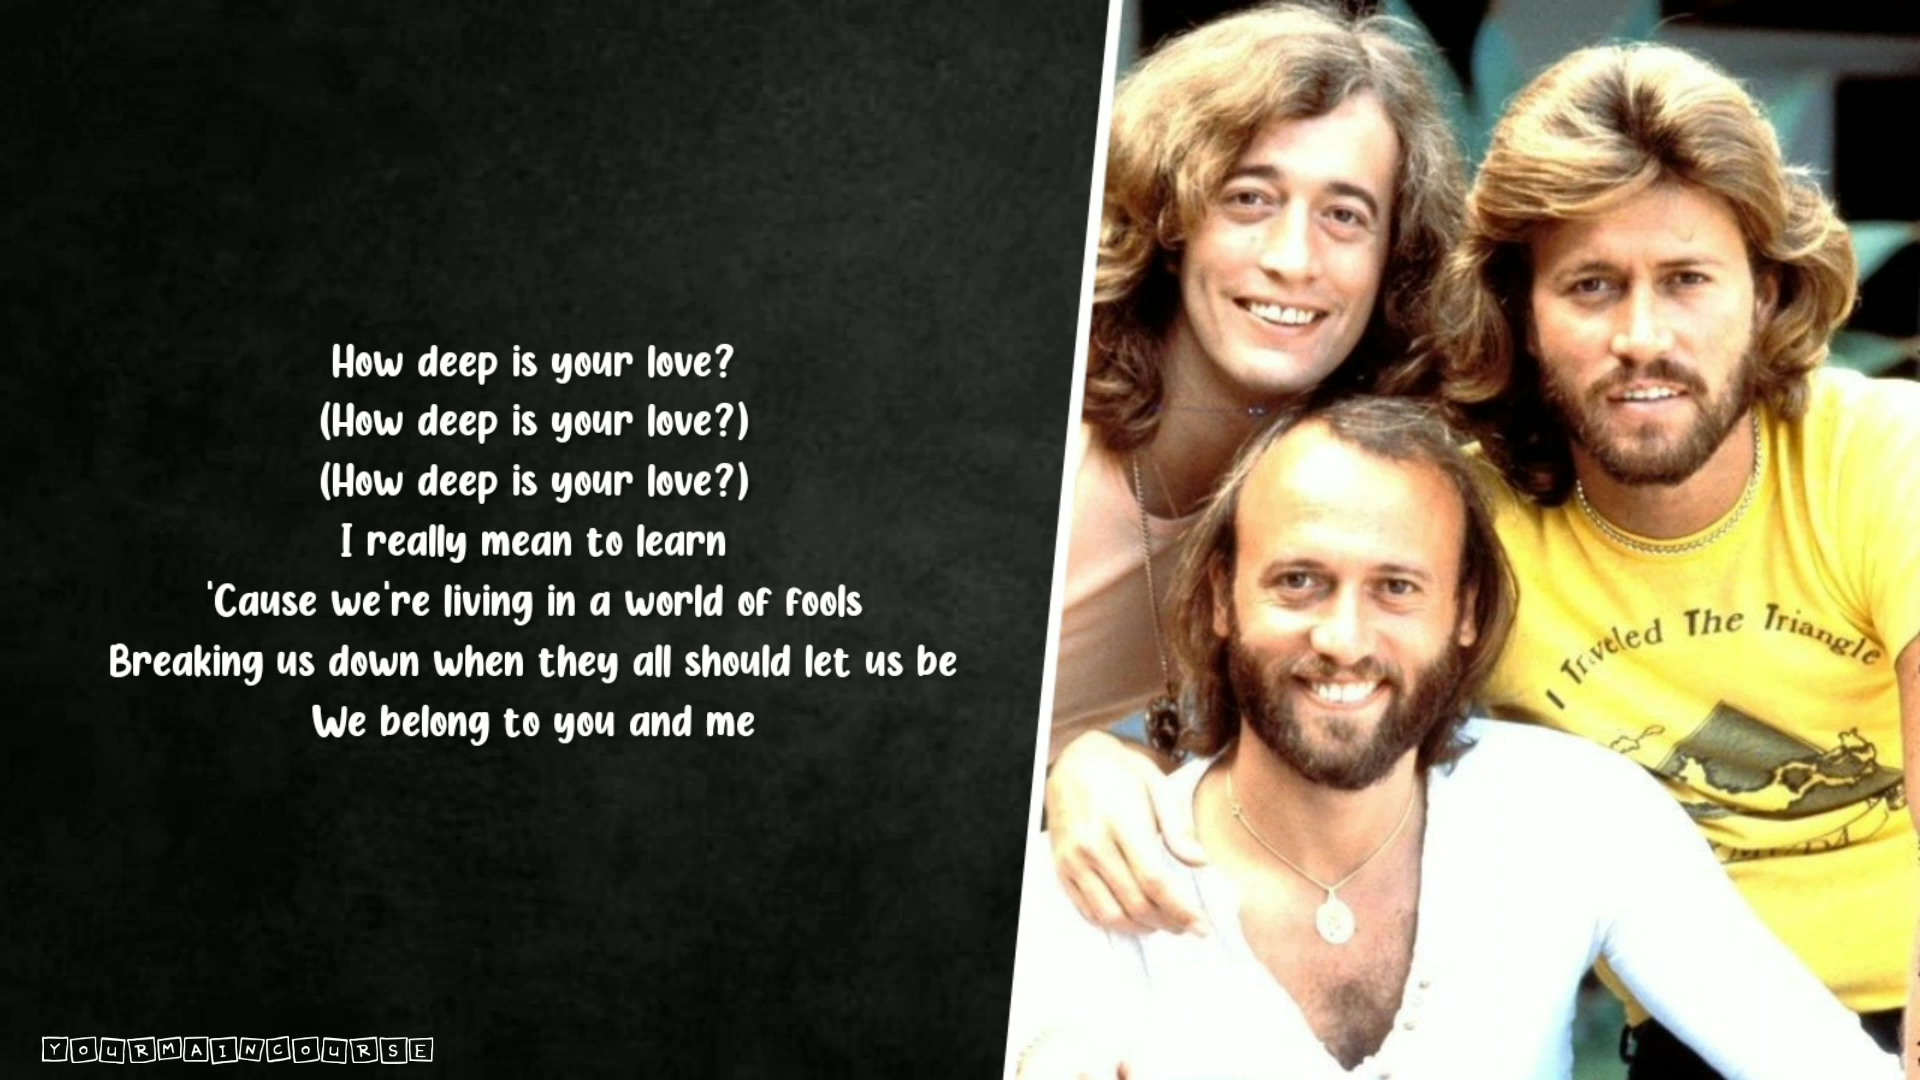 How deep is your love?
(How deep is your love?)
(How deep is your love?)
I really mean to learn
'Cause we're living in a world of fools
Breaking us down when they all should let us be
We belong to you and me
I Traveled The Triangle
YOURMAINCOURSE